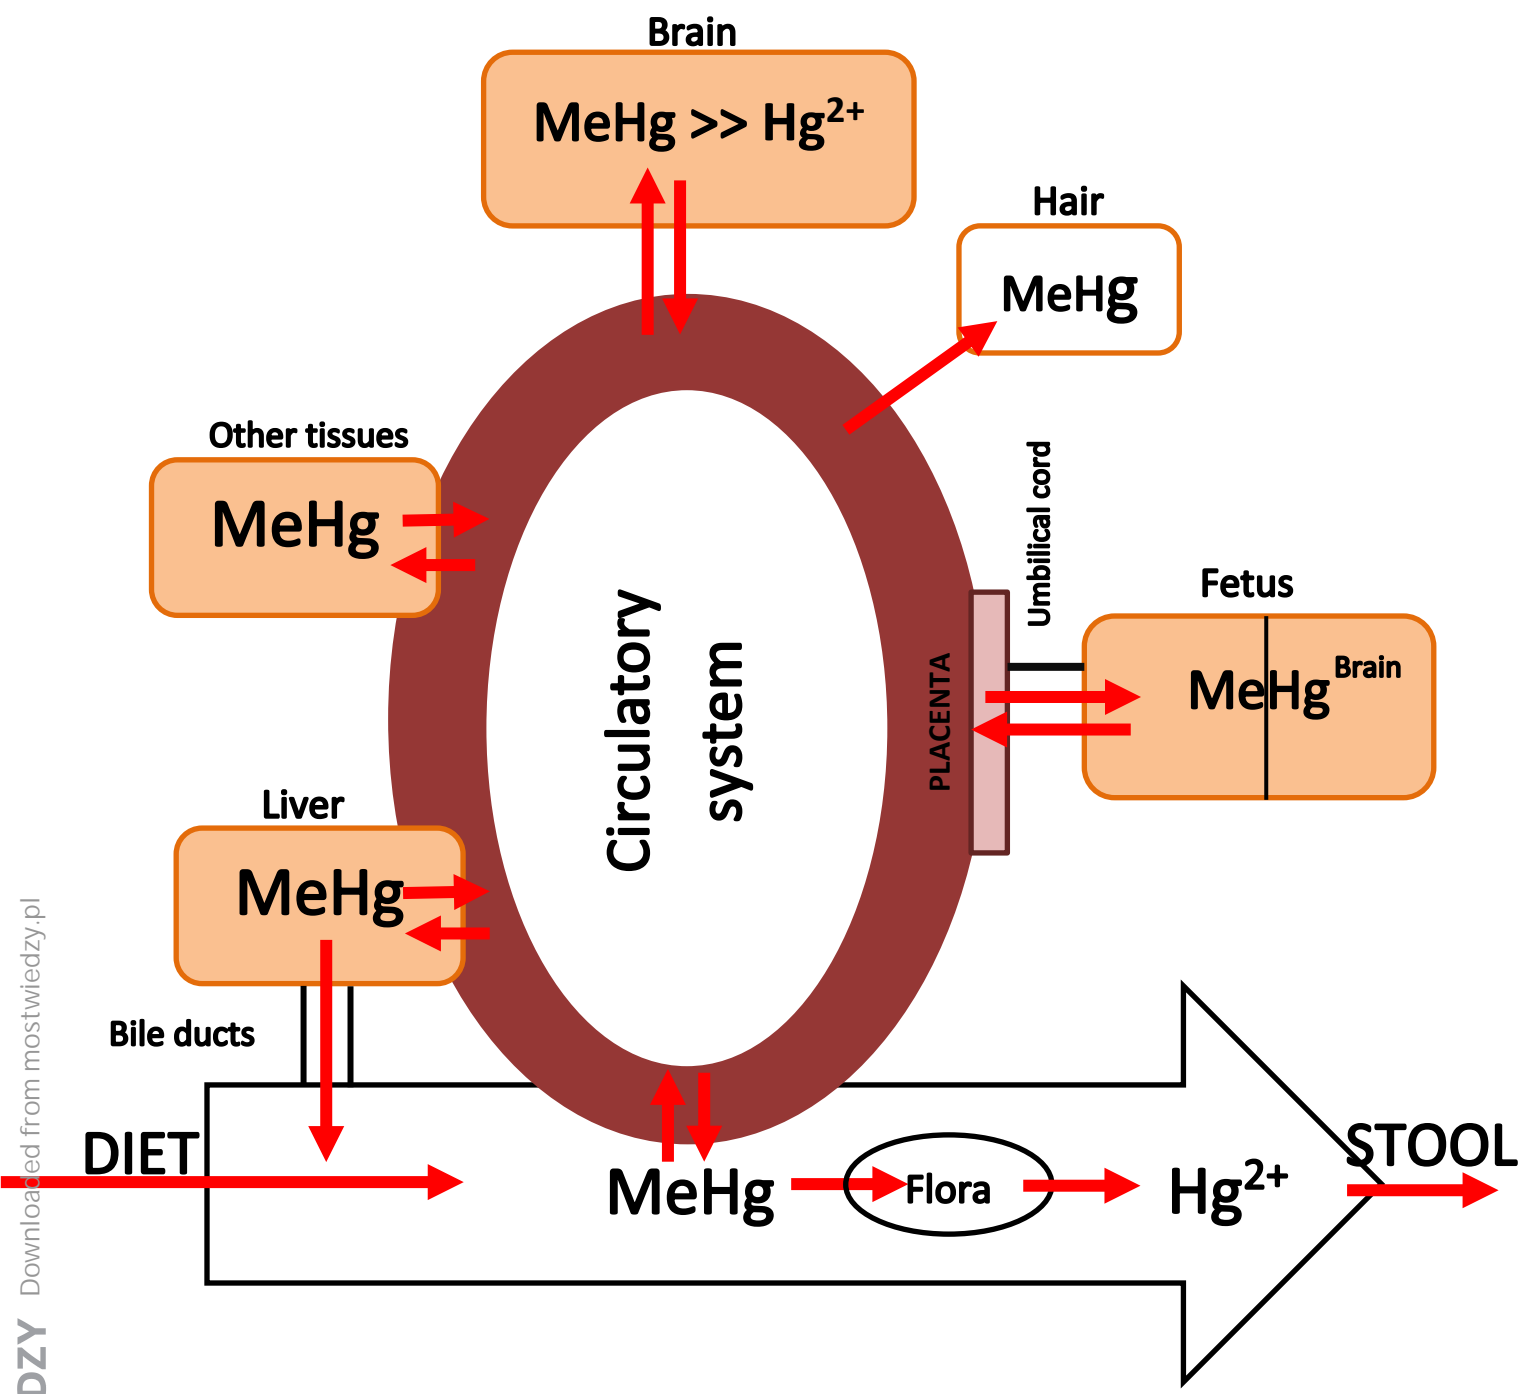 Brain
MeHg >> Hg²⁺
Hair
MeHg
Other tissues
MeHg
Umbilical cord
Fetus
MeHg Brain
PLACENTA
Circulatory
system
Liver
MeHg
Bile ducts
DIET
MeHg
Flora
Hg²⁺
STOOL
DZY Downloaded from mostwiedzy.pl